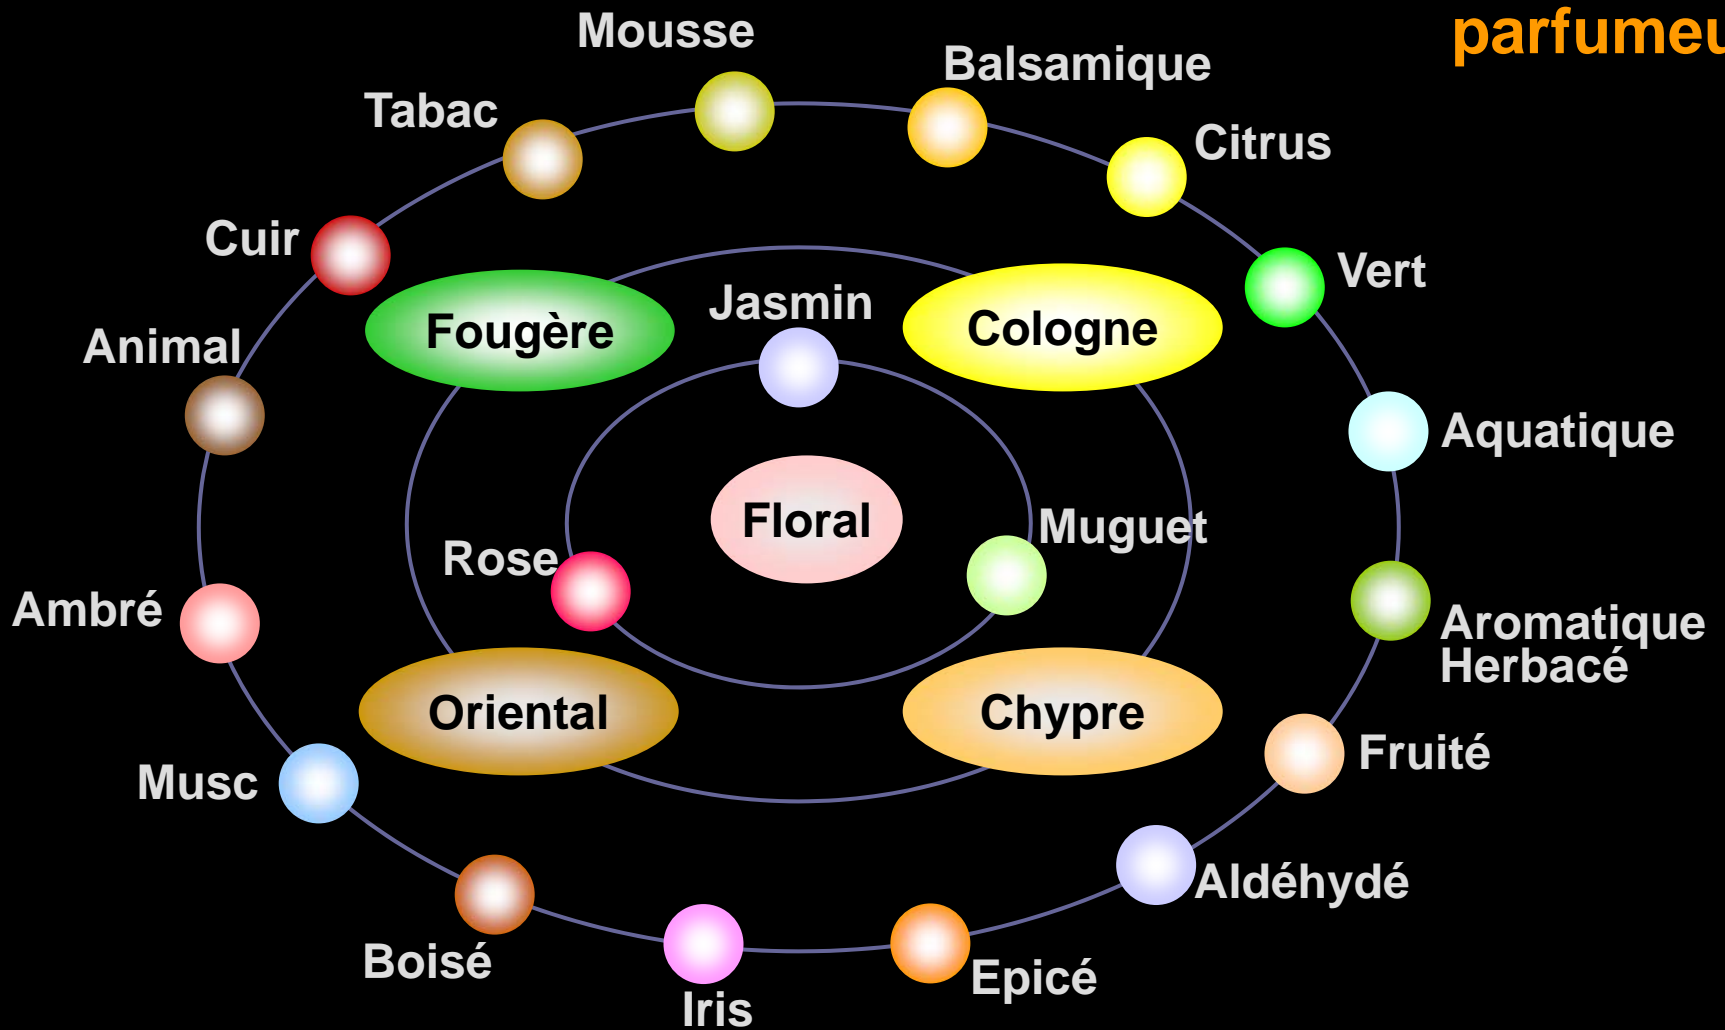 parfumeu
Mousse
Balsamique
Tabac
Citrus
Cuir
Vert
Jasmin
Fougère
Cologne
Animal
Aquatique
Floral
Muguet
Rose
Ambré
Aromatique
Herbacé
Oriental
Chypre
Fruité
Musc
Aldéhydé
Boisé
Epicé
Iris